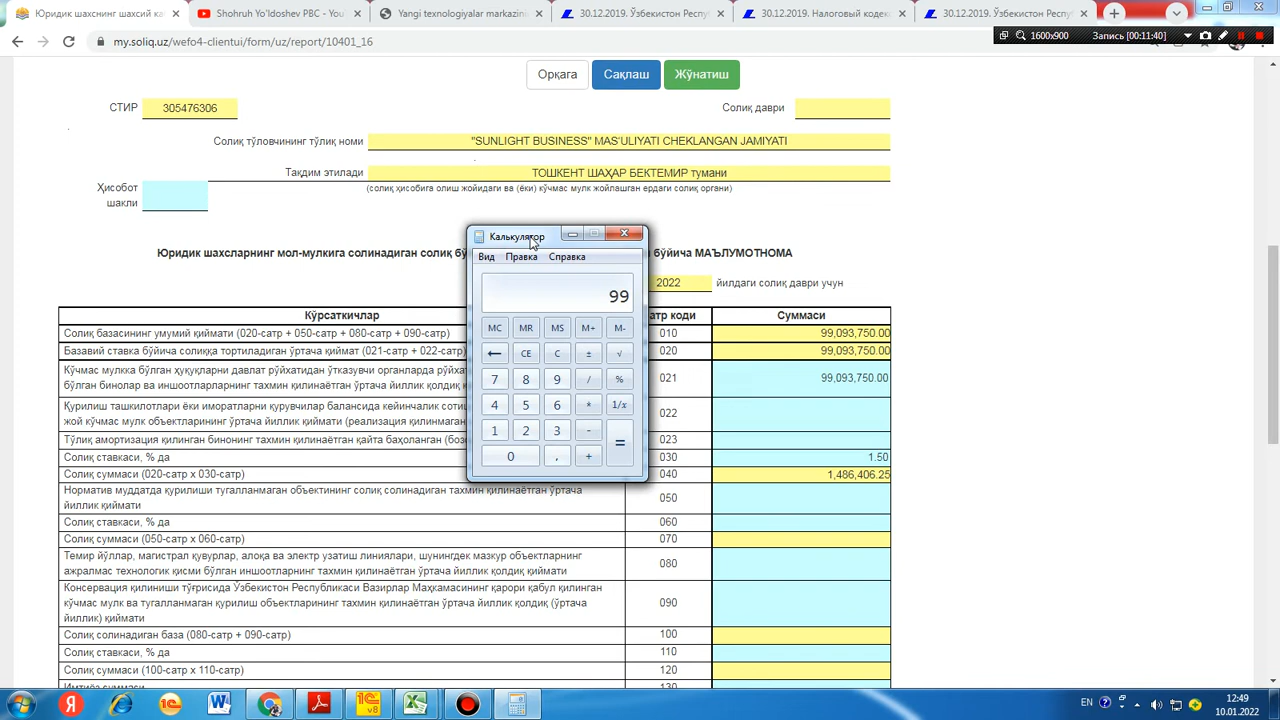 Юридик шахснинг шахсий ка
Shohruh Yo'ldoshev PBC - You
Yangi texnologiyalar markazinin
30.12.2019. Ўзбекистон Респу
30.12.2019. Налоговый кодекс
30.12.2019. Ўзбекистон Респу
my.soliq.uz/wefo4-clientui/form/uz/report/10401_16
1600x900
Запись [00:11:40]
Орқага
Сақлаш
Жўнатиш
СТИР
305476306
Солиқ даври
Солиқ тўловчининг тўлиқ номи
"SUNLIGHT BUSINESS" MAS'ULIYATI CHEKLANGAN JAMIYATI
Тақдим этилади
ТОШКЕНТ ШАҲАР БЕКТЕМИР тумани
Ҳисобот
шакли
(солиқ ҳисобига олиш жойидаги ва (ёки) кўчмас мулк жойлашган ердаги солиқ органи)
Юридик шахсларнинг мол-мулкига солинадиган солиқ бў
бўйича МАЪЛУМОТНОМА
2022
йилдаги солиқ даври учун
Кўрсаткичлар
атр коди
Суммаси
Солиқ базасининг умумий қиймати (020-сатр + 050-сатр + 080-сатр + 090-сатр)
010
99,093,750.00
Базавий ставка бўйича солиққа тортиладиган ўртача қиймат (021-сатр + 022-сатр)
020
99,093,750.00
Кўчмас мулкка бўлган ҳуқуқларни давлат рўйхатидан ўтказувчи органларда рўйх
бўлган бинолар ва иншоотларларнинг тахмин қилинаётган ўртача йиллик қолдиқ қ
021
99,093,750.00
Қурилиш ташкилотлари ёки иморатларни қурувчилар балансида кейинчалик соти
жой кўчмас мулк объектларининг ўртача йиллик қиймати (реализация қилинмаган
022
Тўлиқ амортизация қилинган бинонинг тахмин қилинаётган қайта баҳоланган (боз
023
Солиқ ставкаси, % да
030
1.50
Солиқ суммаси (020-сатр х 030-сатр)
040
1,486,406.25
Норматив муддатда қурилиши тугалланмаган объектининг солиқ солинадиган тахмин қилинаётган ўртача
йиллик қиймати
050
Солиқ ставкаси, % да
060
Солиқ суммаси (050-сатр х 060-сатр)
070
Темир йўллар, магистрал қувурлар, алоқа ва электр узатиш линиялари, шунингдек мазкур объектларнинг
ажралмас технологик қисми бўлган иншоотларнинг тахмин қилинаётган ўртача йиллик қолдиқ қиймати
080
Консервация қилиниши тўғрисида Ўзбекистон Республикаси Вазирлар Маҳкамасининг қарори қабул қилинган
кўчмас мулк ва тугалланмаган қурилиш объектларининг тахмин қилинаётган ўртача йиллик қолдиқ (ўртача
йиллик) қиймати
090
Солиқ солинадиган база (080-сатр + 090-сатр)
100
Солиқ ставкаси, % да
110
Солиқ суммаси (100-сатр х 110-сатр)
120
Имтиёз суммаси
130
Калькулятор
Вид
Правка
Справка
99
MC
MR
MS
M+
M-
←
CE
C
±
√
7
8
9
/
%
4
5
6
*
1/x
1
2
3
-
=
0
,
+
EN
12:49
10.01.2022